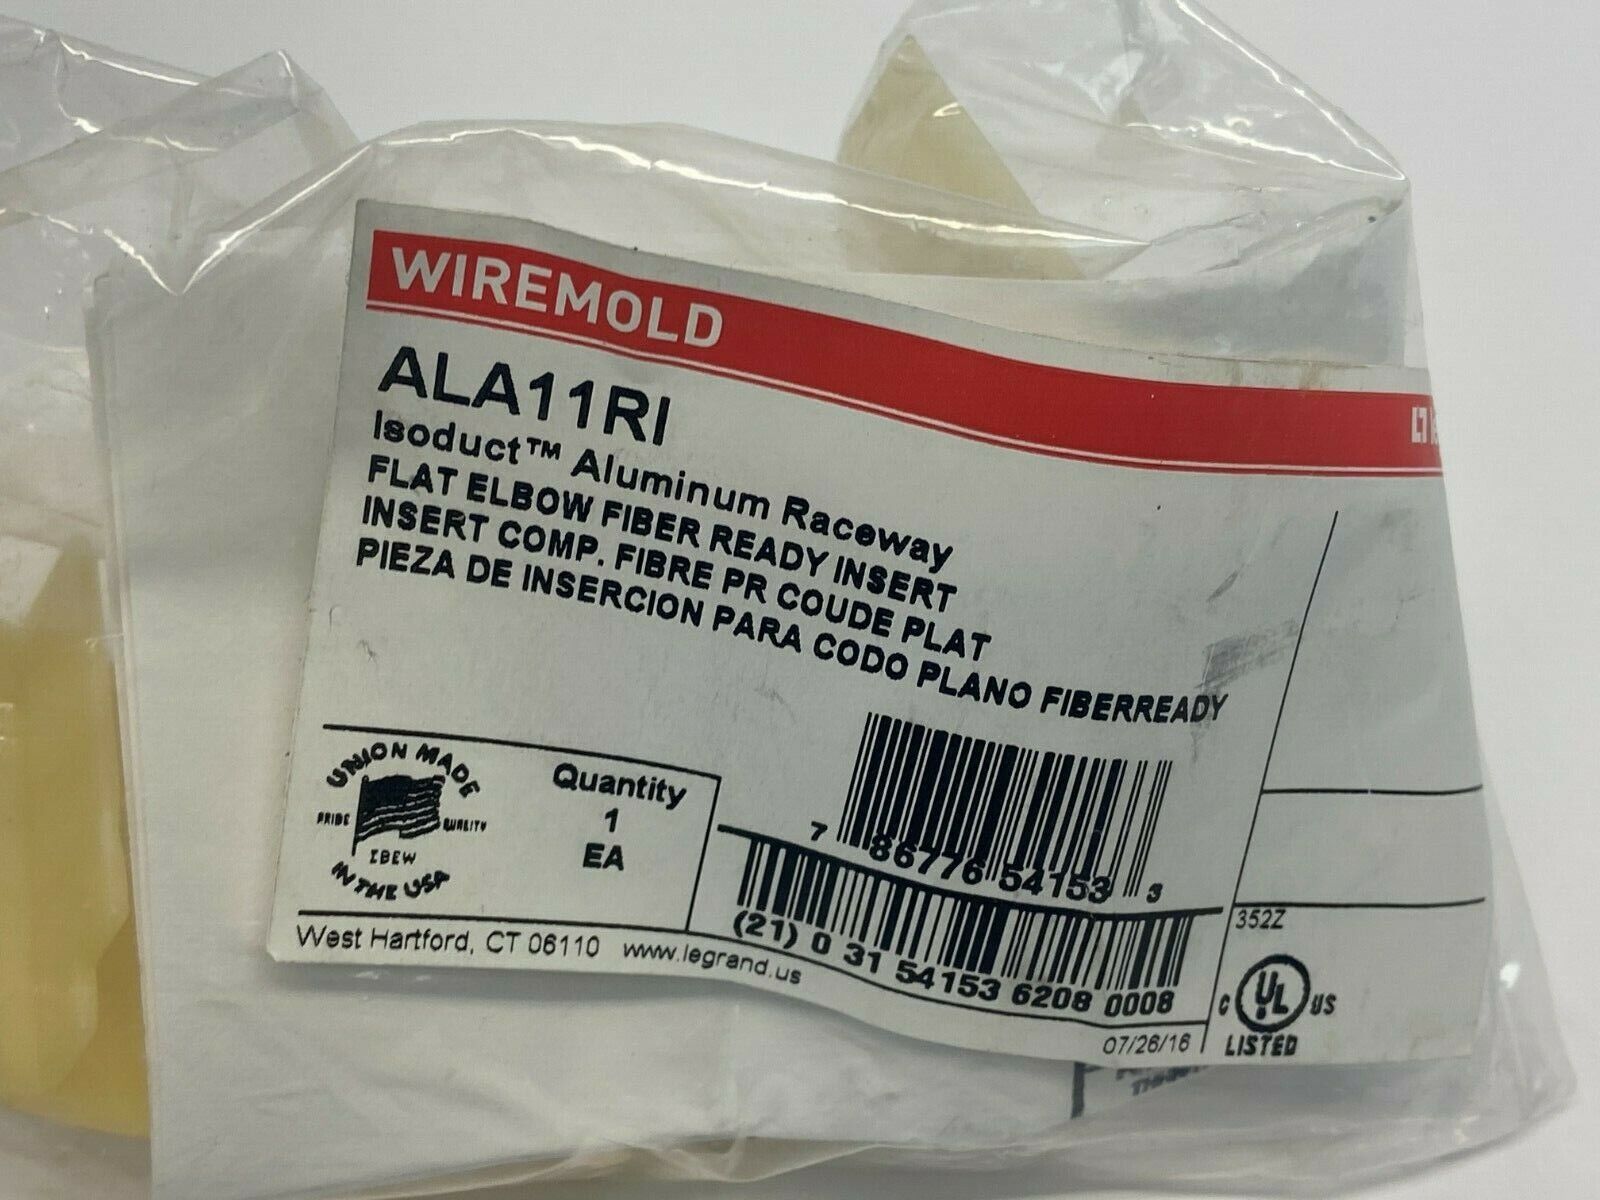 WIREMOLD
ALA11RI
Isoduct™ Aluminum Raceway
FLAT ELBOW FIBER READY INSERT
INSERT COMP. FIBRE PR COUDE PLAT
PIEZA DE INSERCION PARA CODO PLANO FIBERREADY
UNION MADE
PRIDE QUALITY
IBEW
IN THE USA
Quantity
1
EA
7 86776 54153 3
(21) 0 31 54153 6208 0008
352Z
West Hartford, CT 06110 www.legrand.us
07/26/16
C UL US
LISTED